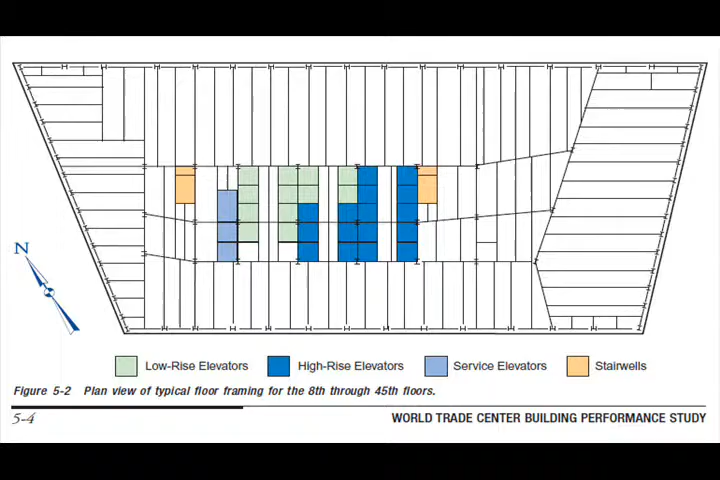 N
Low-Rise Elevators
High-Rise Elevators
Service Elevators
Stairwells
Figure 5-2 Plan view of typical floor framing for the 8th through 45th floors.
5-4
WORLD TRADE CENTER BUILDING PERFORMANCE STUDY